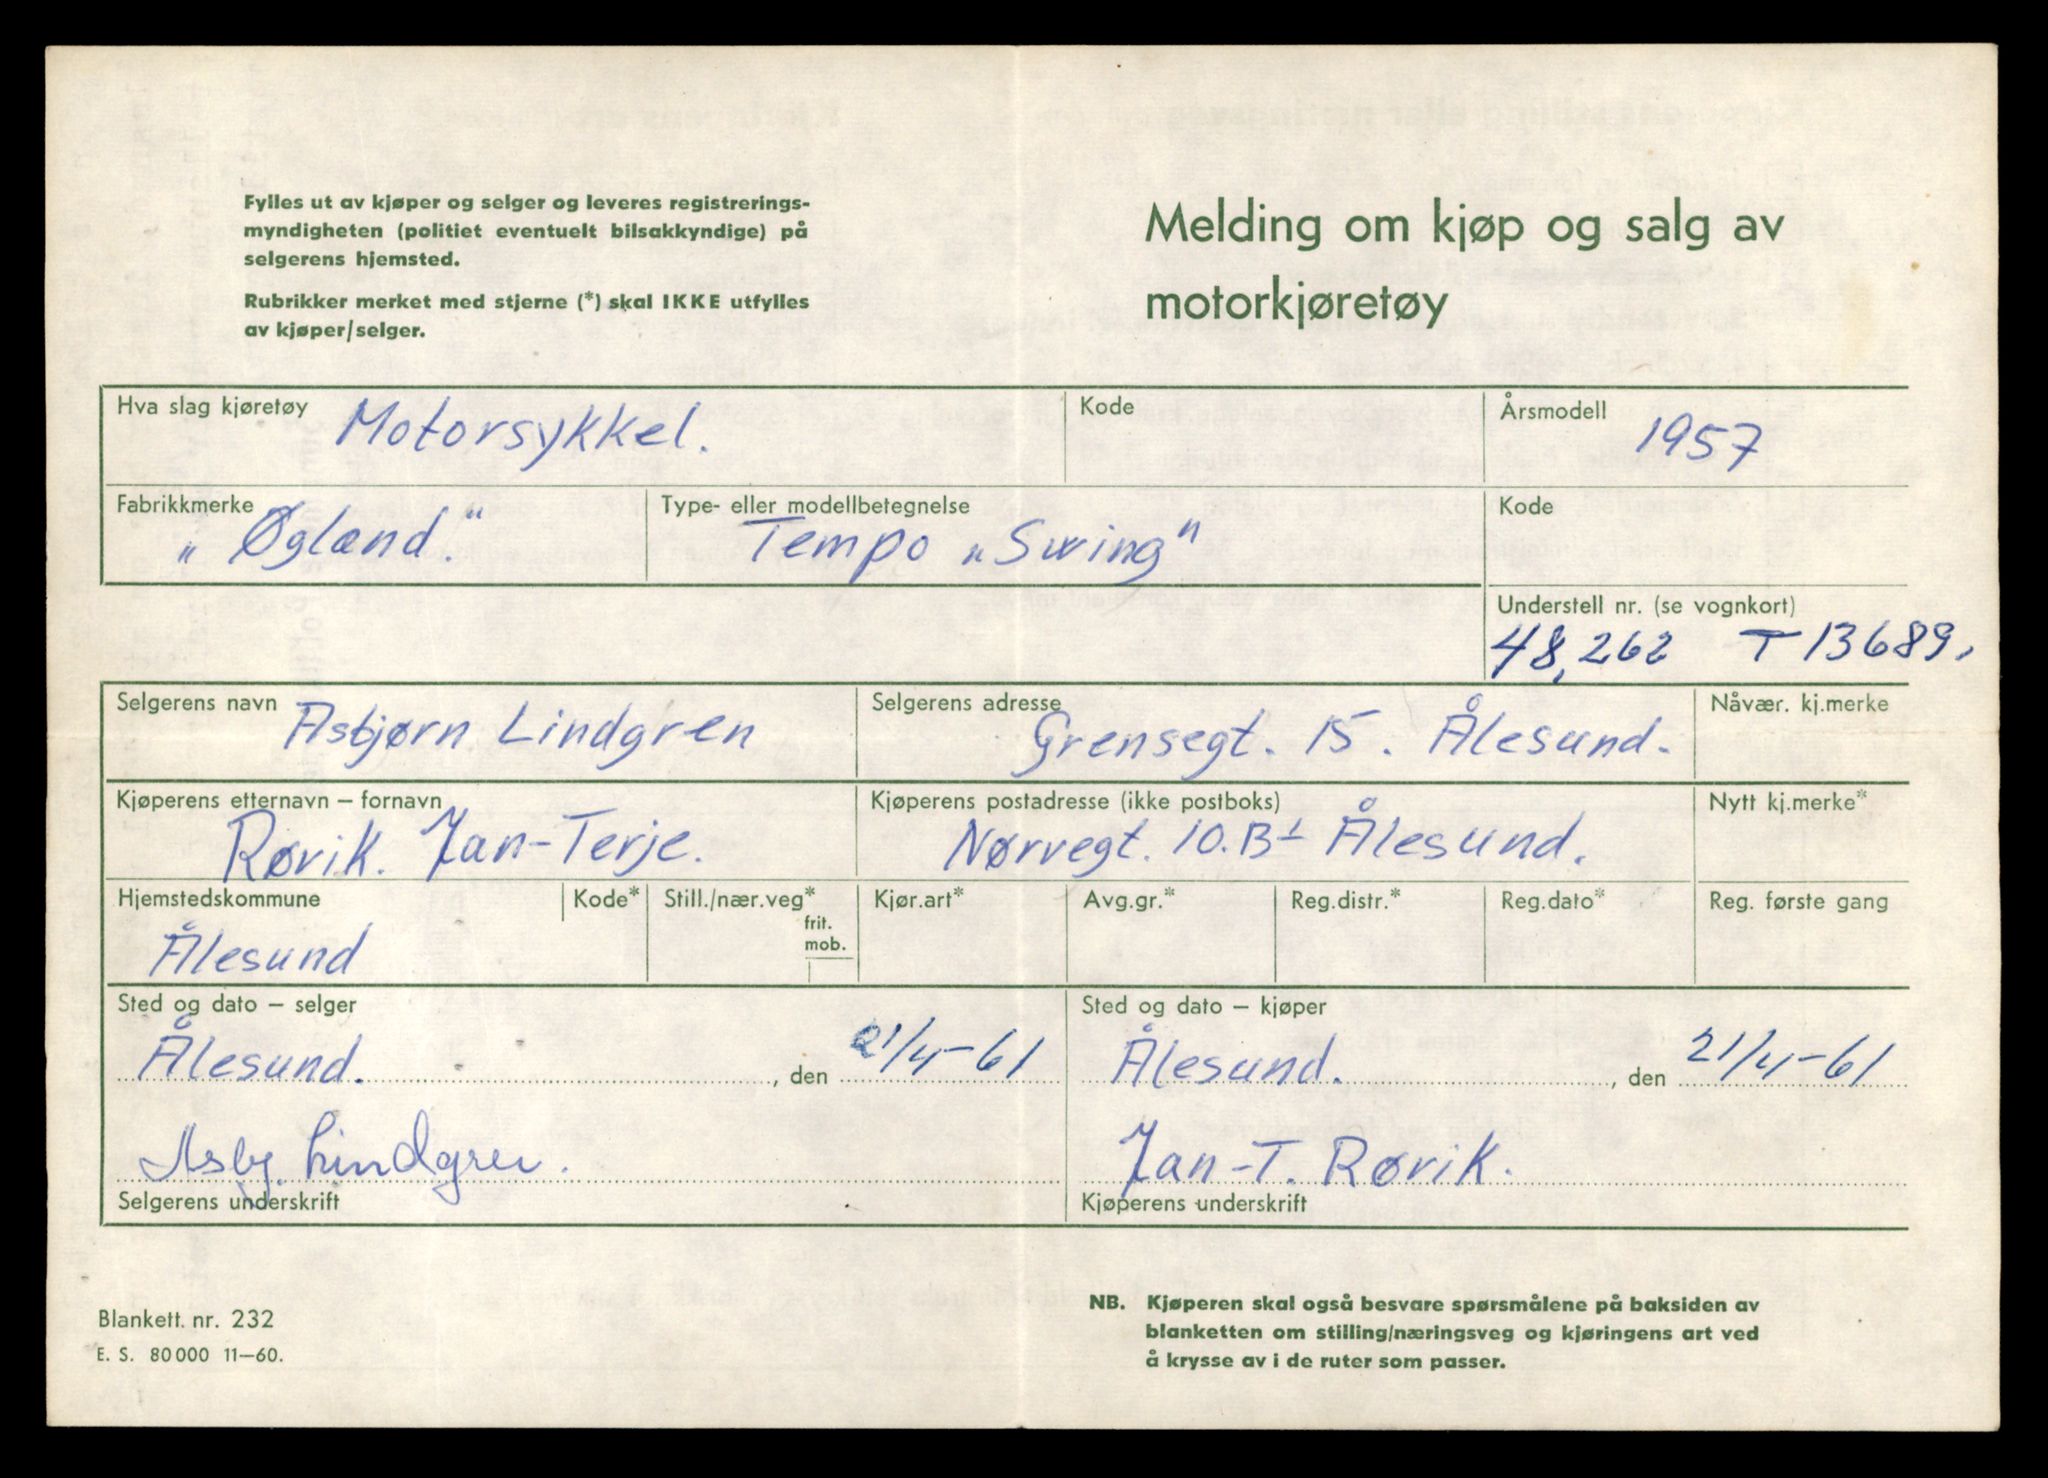 Fylles ut av kjøper og selger og leveres registrerings-
myndigheten (politiet eventuelt bilsakkyndige) på
selgerens hjemsted.
Rubrikker merket med stjerne (*) skal IKKE utfylles
av kjøper/selger.
Melding om kjøp og salg av
motorkjøretøy
Hva slag kjøretøy Motorsykkel.
Kode
Årsmodell 1957
Fabrikkmerke „Øgland.“
Type- eller modellbetegnelse Tempo „Swing“
Kode
Understell nr. (se vognkort)
48,262 T 13689.
Selgerens navn Asbjørn Lindgren
Selgerens adresse Grensegt. 15. Ålesund.
Nåvær. kj.merke
Kjøperens etternavn – fornavn
Rørvik. Jan-Terje.
Kjøperens postadresse (ikke postboks)
Nørvegt. 10.B¹ Ålesund.
Nytt kj.merke*
Hjemstedskommune
Ålesund
Kode*
Still./nær.veg*
frit.
mob.
Kjør.art*
Avg.gr.*
Reg.distr.*
Reg.dato*
Reg. første gang
Sted og dato – selger
Ålesund. , den 21/4-61
Asbj. Lindgren.
Selgerens underskrift
Sted og dato – kjøper
Ålesund. , den 21/4-61
Jan-T. Rørvik.
Kjøperens underskrift
Blankett. nr. 232
E. S. 80000 11–60.
NB. Kjøperen skal også besvare spørsmålene på baksiden av
blanketten om stilling/næringsveg og kjøringens art ved
å krysse av i de ruter som passer.